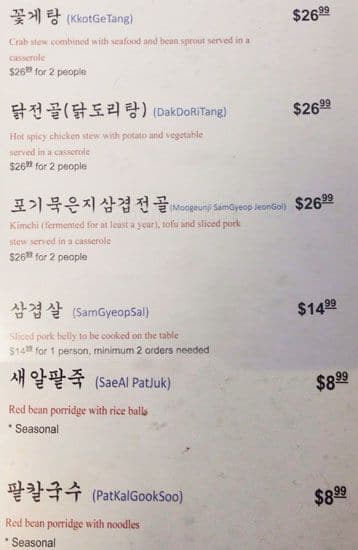 꽃게탕 (KkotGeTang) $26.99
Crab stew combined with seafood and bean sprout served in a
casserole
$26.99 for 2 people
닭전골(닭도리탕) (DakDoRiTang) $26.99
Hot spicy chicken stew with potato and vegetable
served in a casserole
$26.99 for 2 people
포기묵은지삼겹전골(Moogeunji SamGyeop JeonGol) $26.99
Kimchi (fermented for at least a year), tofu and sliced pork
stew served in a casserole
$26.99 for 2 people
삼겹살 (SamGyeopSal) $14.99
Sliced pork belly to be cooked on the table
$14.99 for 1 person, minimum 2 orders needed
새알팥죽 (SaeAl PatJuk) $8.99
Red bean porridge with rice balls
* Seasonal
팥칼국수 (PatKalGookSoo) $8.99
Red bean porridge with noodles
* Seasonal